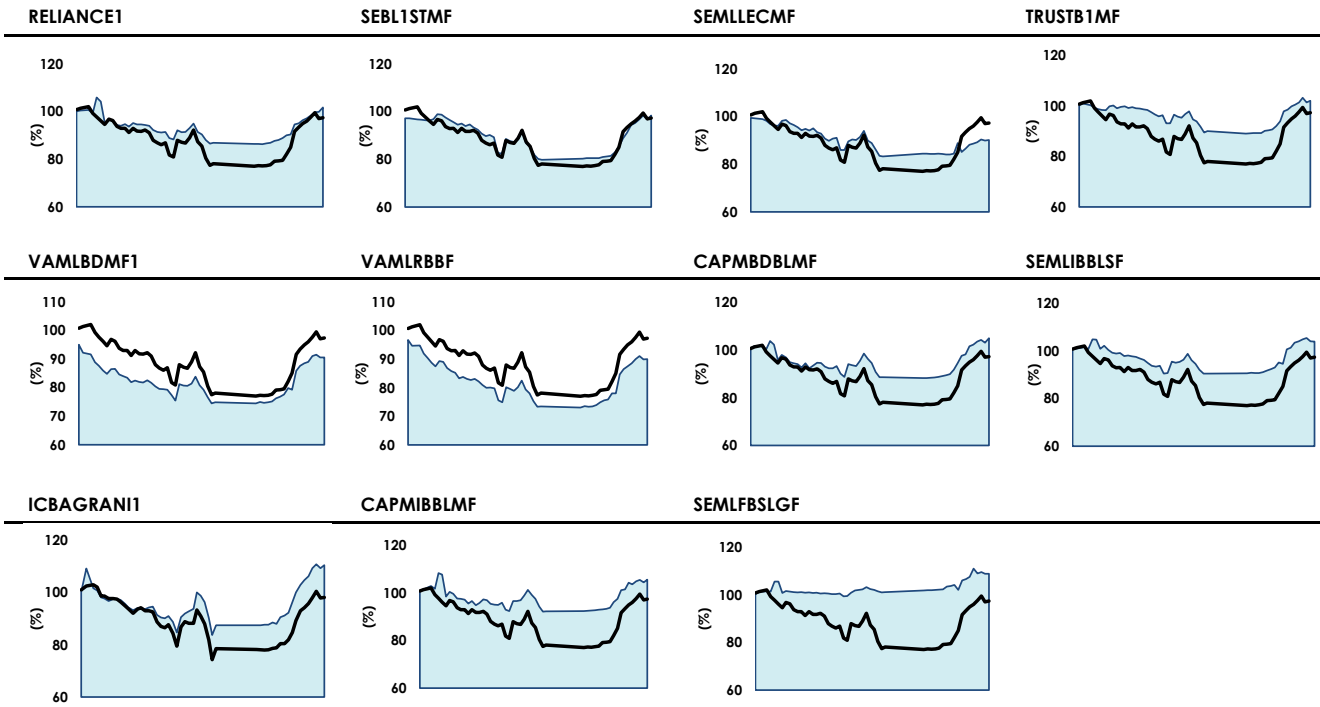 RELIANCE1 SEBL1STMF SEMLLECMF TRUSTB1MF
120 120 120 120
100 100 100 100
(%) (%) (%) (%)
80 80 80 80
60 60 60 60
VAMLBDMF1 VAMLRBBF CAPMBDBLMF SEMLIBBLSF
110 110 120 120
100 100 100 100
90 90
(%) (%) (%) (%)
80 80 80 80
70 70
60 60 60 60
ICBAGRANI1 CAPMIBBLMF SEMLFBSLGF
120 120 120
100 100 100
(%) (%) (%)
80 80 80
60 60 60